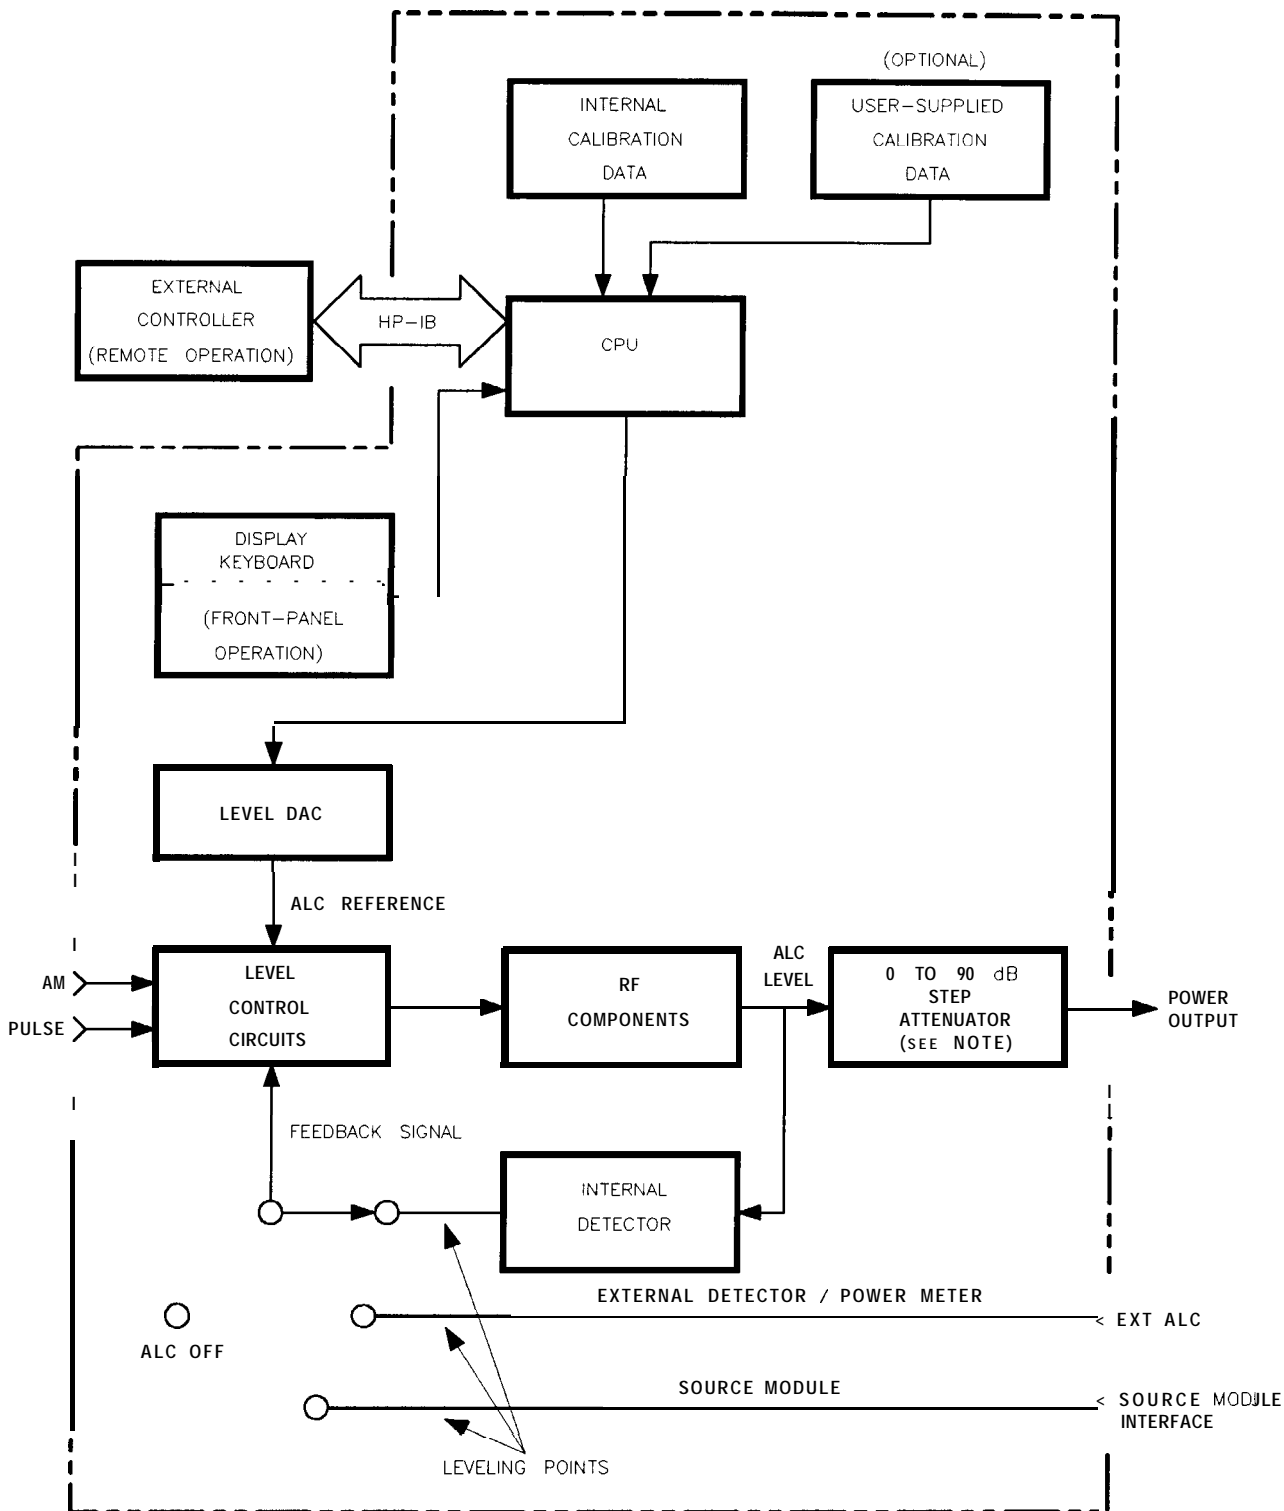 (OPTIONAL)
INTERNAL
CALIBRATION
DATA
USER-SUPPLIED
CALIBRATION
DATA
EXTERNAL
CONTROLLER
(REMOTE OPERATION)
HP-IB
CPU
DISPLAY
KEYBOARD
(FRONT-PANEL
OPERATION)
LEVEL DAC
ALC REFERENCE
AM
PULSE
LEVEL
CONTROL
CIRCUITS
RF
COMPONENTS
ALC
LEVEL
0 TO 90 dB
STEP
ATTENUATOR
(SEE NOTE)
POWER
OUTPUT
FEEDBACK SIGNAL
INTERNAL
DETECTOR
EXTERNAL DETECTOR / POWER METER
< EXT ALC
ALC OFF
SOURCE MODULE
< SOURCE MODULE
INTERFACE
LEVELING POINTS